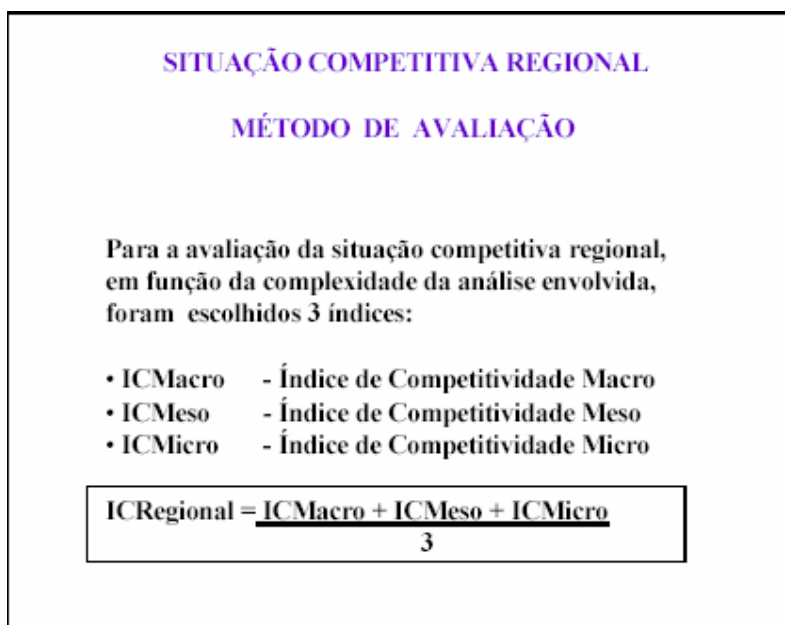 SITUAÇÃO COMPETITIVA REGIONAL
MÉTODO DE AVALIAÇÃO
Para a avaliação da situação competitiva regional,
em função da complexidade da análise envolvida,
foram escolhidos 3 índices:
• ICMacro - Índice de Competitividade Macro
• ICMeso - Índice de Competitividade Meso
• ICMicro - Índice de Competitividade Micro
ICRegional = ICMacro + ICMeso + ICMicro
3